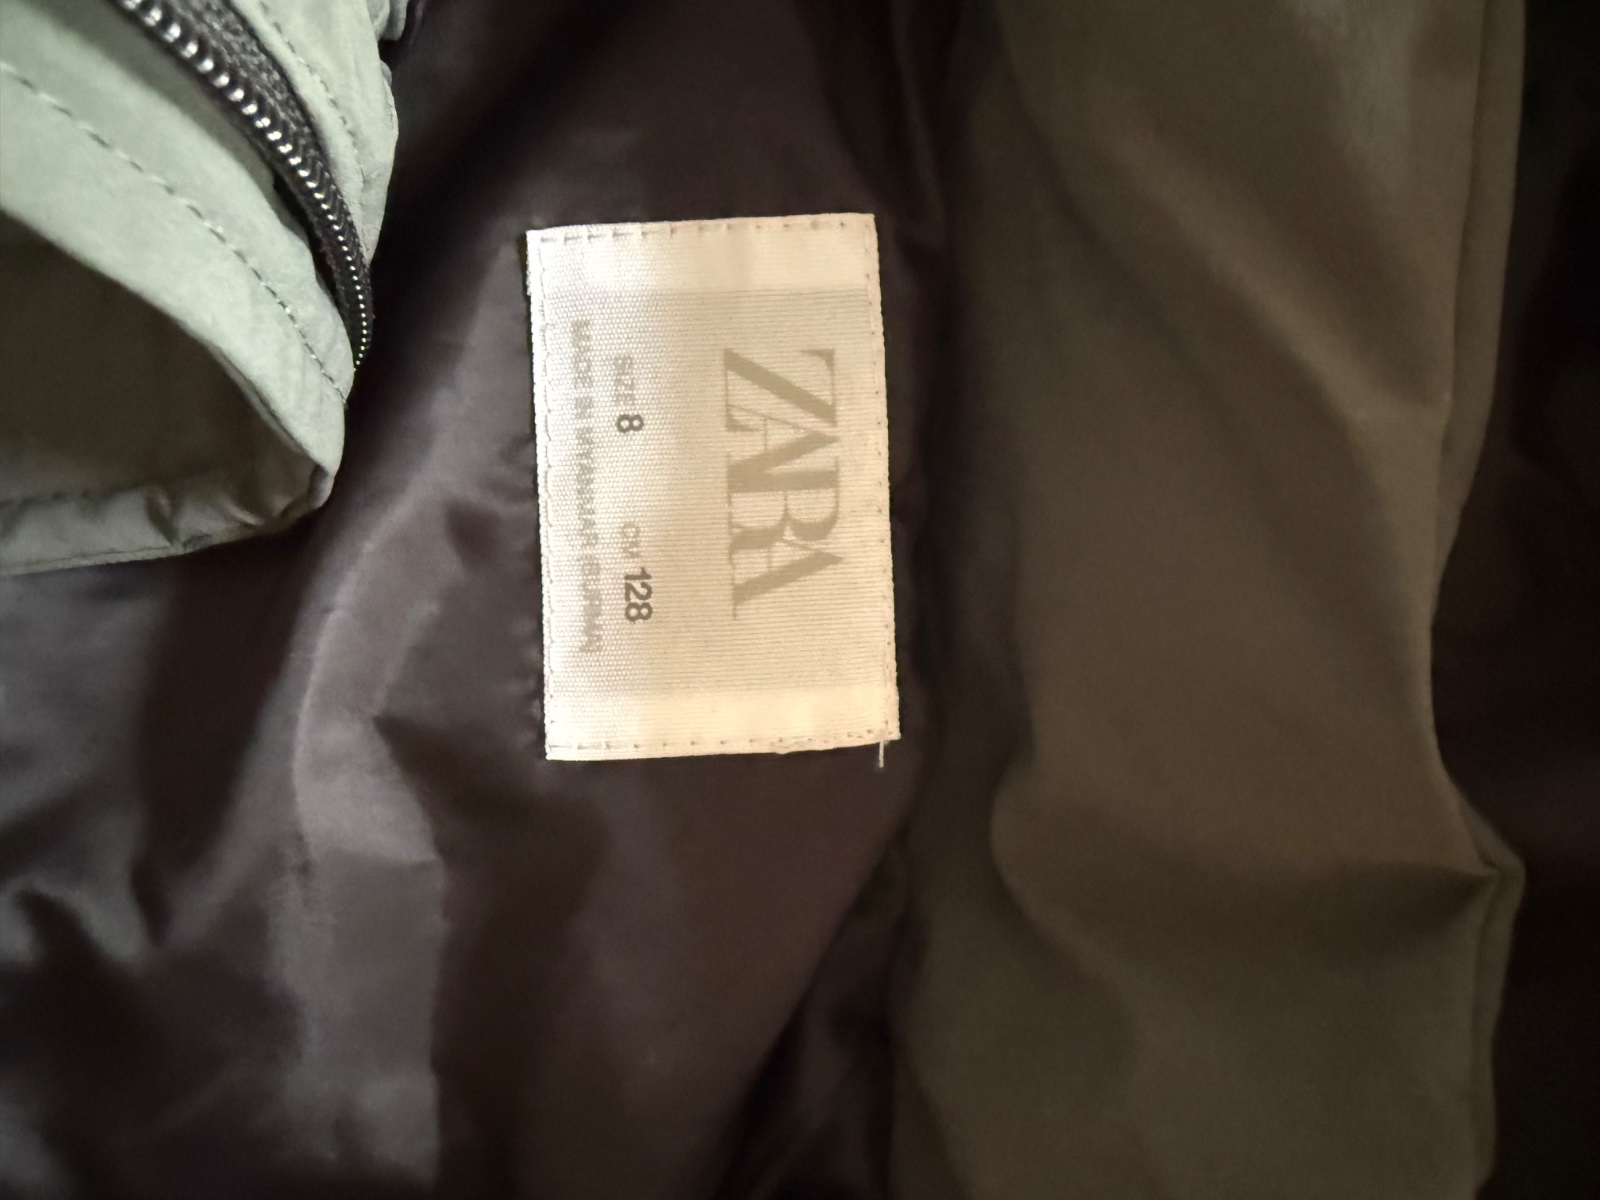 ZARA
SIZE 8 CM 128
MADE IN MYANMAR BURMA